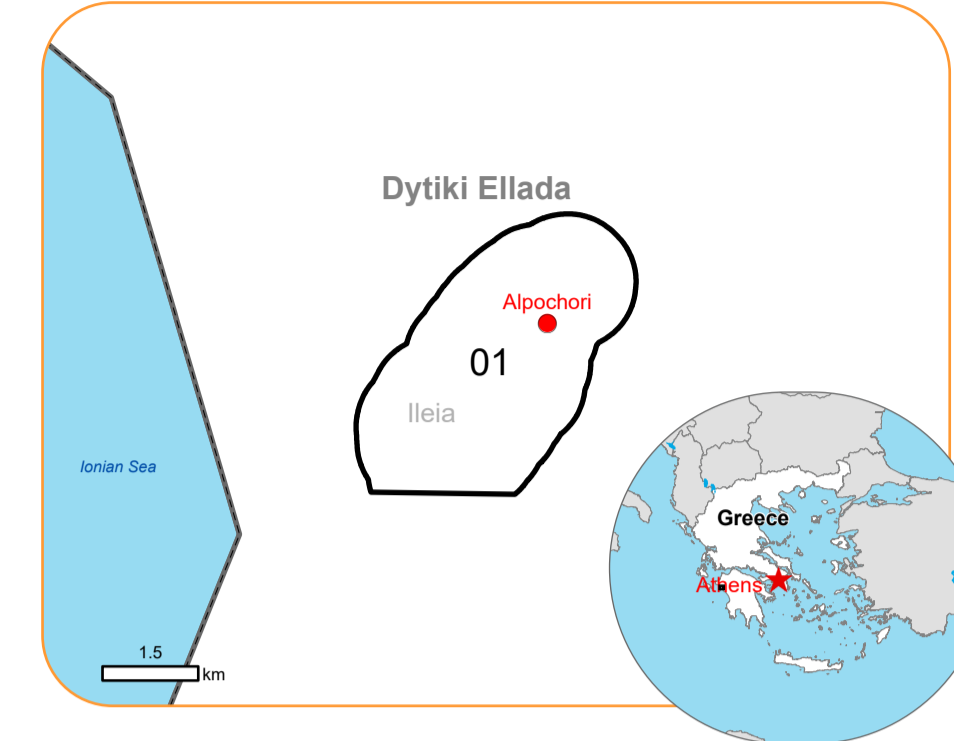 Dytiki Ellada
Alpochori
01
Ileia
Ionian Sea
Greece
Athens
1.5
km